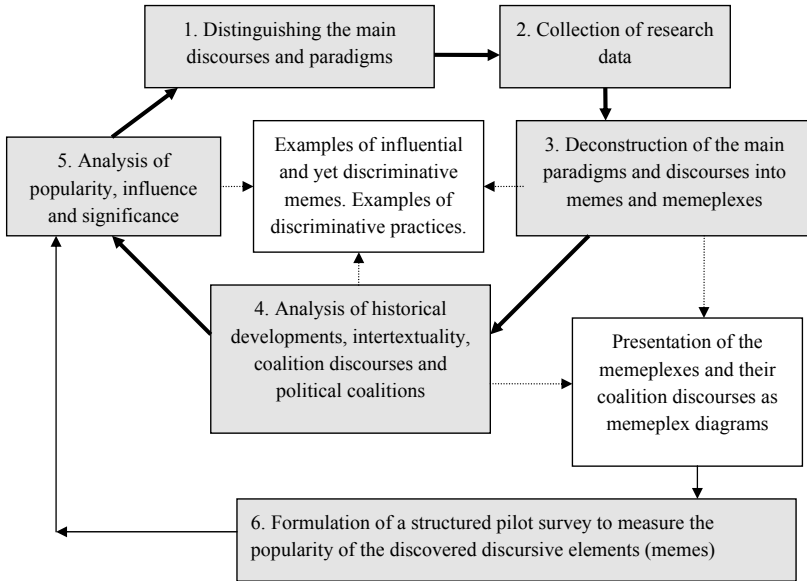 1. Distinguishing the main
discourses and paradigms
2. Collection of research
data
5. Analysis of
popularity, influence
and significance
Examples of influential
and yet discriminative
memes. Examples of
discriminative practices.
3. Deconstruction of the main
paradigms and discourses into
memes and memeplexes
4. Analysis of historical
developments, intertextuality,
coalition discourses and
political coalitions
Presentation of the
memeplexes and their
coalition discourses as
memeplex diagrams
6. Formulation of a structured pilot survey to measure the
popularity of the discovered discursive elements (memes)